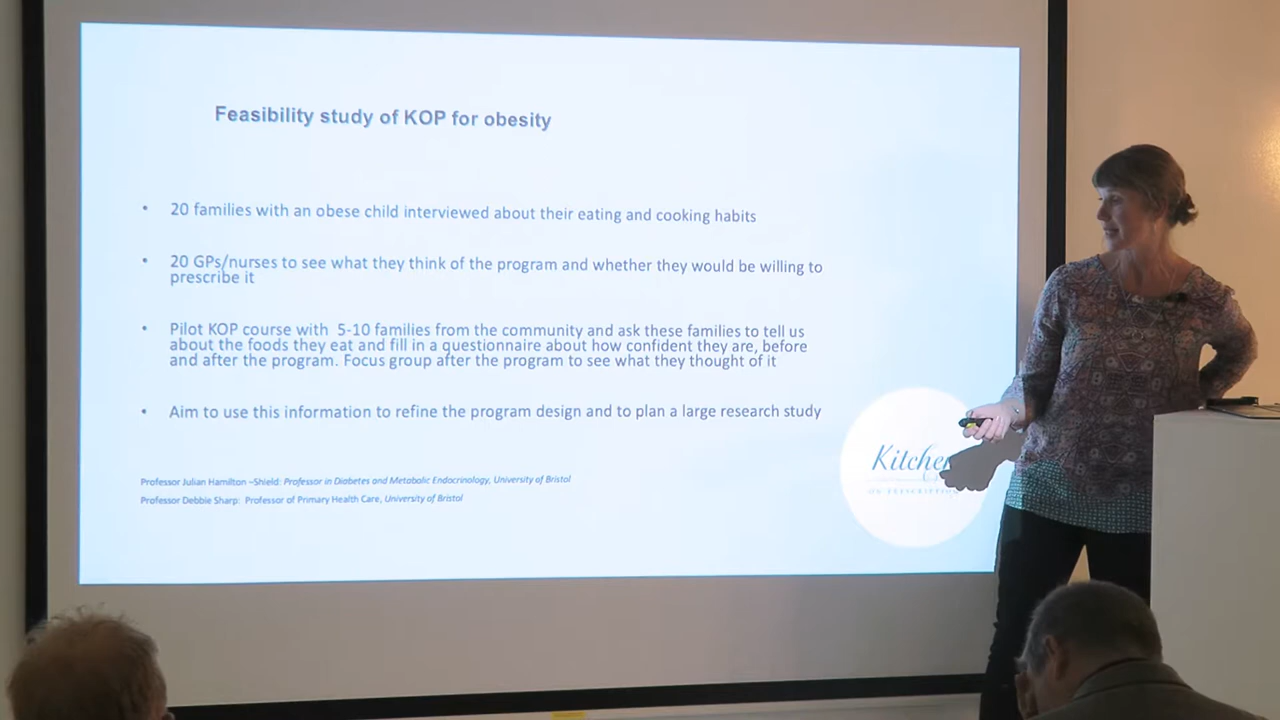 Feasibility study of KOP for obesity
• 20 families with an obese child interviewed about their eating and cooking habits
• 20 GPs/nurses to see what they think of the program and whether they would be willing to
prescribe it
• Pilot KOP course with 5-10 families from the community and ask these families to tell us
about the foods they eat and fill in a questionnaire about how confident they are, before
and after the program. Focus group after the program to see what they thought of it
• Aim to use this information to refine the program design and to plan a large research study
Kitchen
ON PRESCRIPTION
Professor Julian Hamilton –Shield: Professor in Diabetes and Metabolic Endocrinology, University of Bristol
Professor Debbie Sharp: Professor of Primary Health Care, University of Bristol